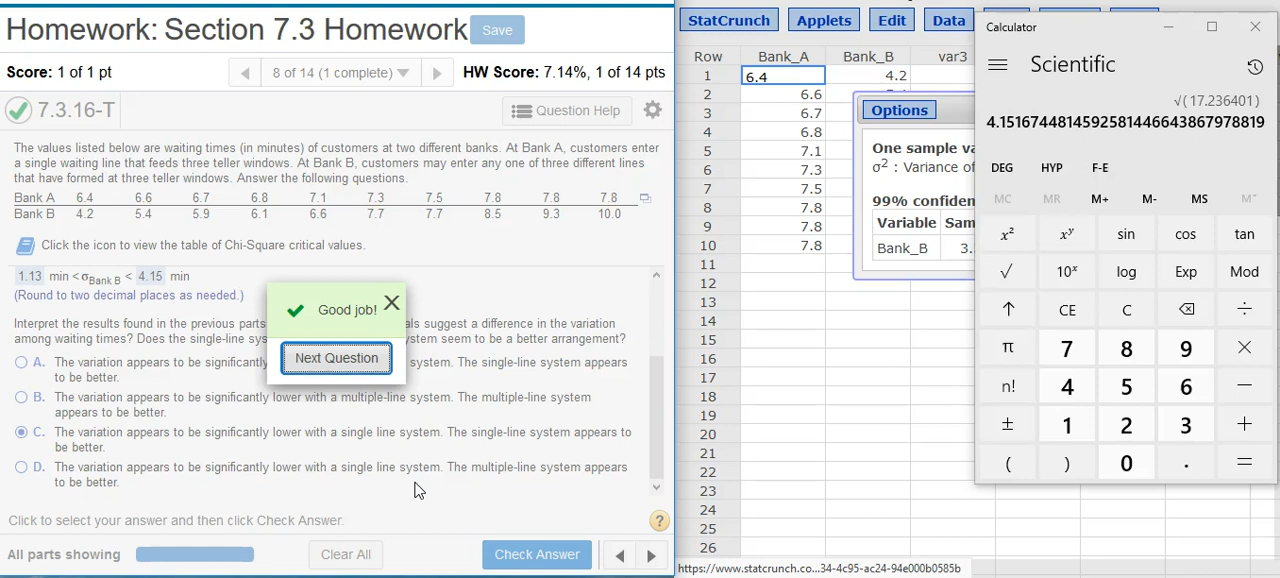 Homework: Section 7.3 Homework
Save
Score: 1 of 1 pt
8 of 14 (1 complete)
HW Score: 7.14%, 1 of 14 pts
7.3.16-T
Question Help
The values listed below are waiting times (in minutes) of customers at two different banks. At Bank A, customers enter
a single waiting line that feeds three teller windows. At Bank B, customers may enter any one of three different lines
that have formed at three teller windows. Answer the following questions.
Bank A 6.4 6.6 6.7 6.8 7.1 7.3 7.5 7.8 7.8 7.8
Bank B 4.2 5.4 5.9 6.1 6.6 7.7 7.7 8.5 9.3 10.0
Click the icon to view the table of Chi-Square critical values.
1.13 min < σBank B < 4.15 min
(Round to two decimal places as needed.)
Interpret the results found in the previous parts als suggest a difference in the variation
among waiting times? Does the single-line sys stem seem to be a better arrangement?
A. The variation appears to be significantly system. The single-line system appears
to be better.
B. The variation appears to be significantly lower with a multiple-line system. The multiple-line system
appears to be better.
C. The variation appears to be significantly lower with a single line system. The single-line system appears to
be better.
D. The variation appears to be significantly lower with a single line system. The multiple-line system appears
to be better.
Good job!
Next Question
Click to select your answer and then click Check Answer.
?
All parts showing
Clear All
Check Answer
StatCrunch
Applets
Edit
Data
Row Bank_A Bank_B var3
1 6.4 4.2
2 6.6
3 6.7
4 6.8
5 7.1
6 7.3
7 7.5
8 7.8
9 7.8
10 7.8
11
12
13
14
15
16
17
18
19
20
21
22
23
24
25
26
Options
One sample va
σ2 : Variance of
99% confiden
Variable Sam
Bank_B 3.
https://www.statcrunch.co...34-4c95-ac24-94e000b0585b
Calculator
Scientific
√(17.236401)
4.1516744814592581446643867978819
DEG HYP F-E
MC MR M+ M- MS M˅
x² xʸ sin cos tan
√ 10ˣ log Exp Mod
↑ CE C ⌫ ÷
π 7 8 9 ×
n! 4 5 6 −
± 1 2 3 +
( ) 0 . =